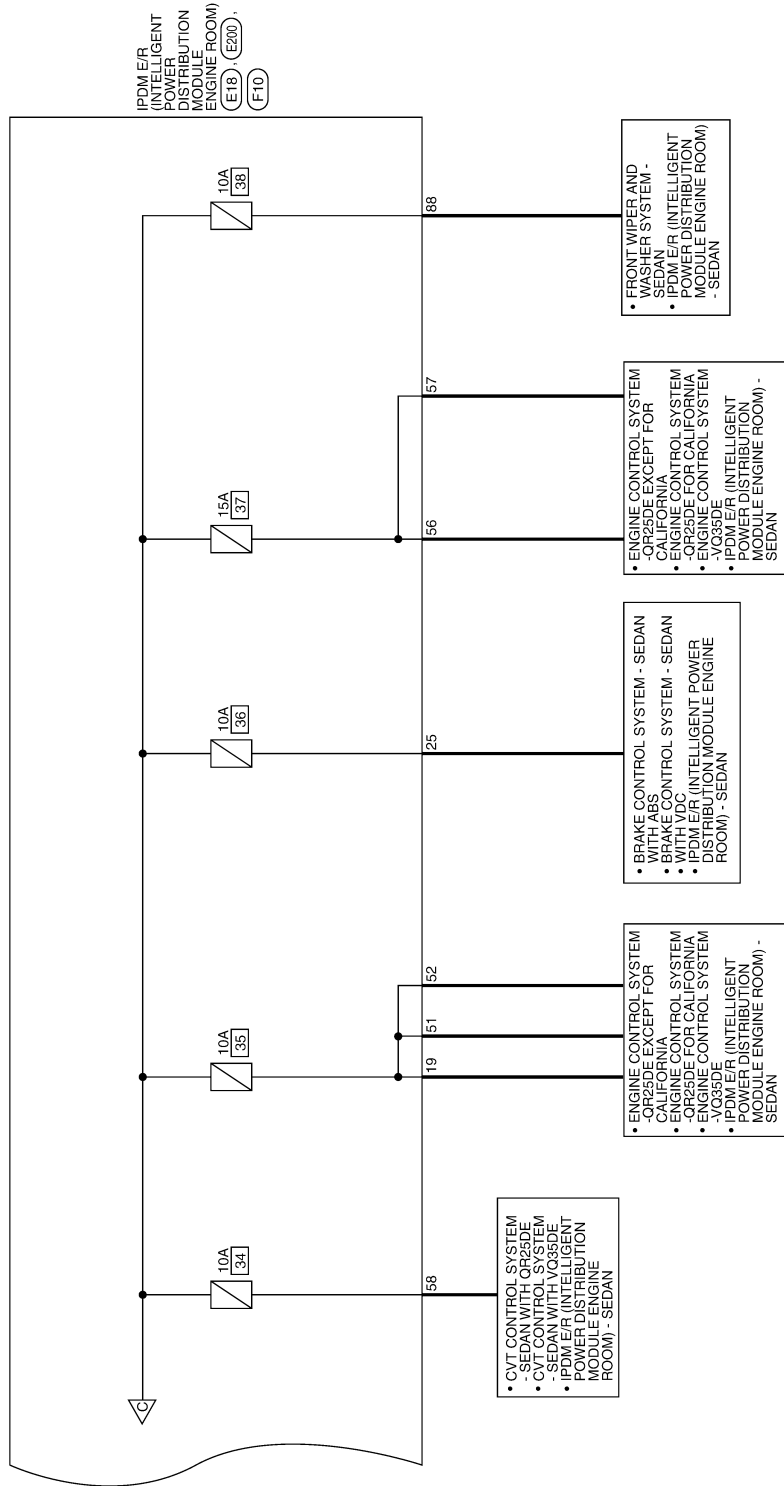 IPDM E/R
(INTELLIGENT
POWER
DISTRIBUTION
MODULE
ENGINE ROOM)
E18 , E200 ,
F10
C
10A
34
10A
35
10A
36
15A
37
10A
38
58
19
51
52
25
56
57
88
• CVT CONTROL SYSTEM
- SEDAN WITH QR25DE
• CVT CONTROL SYSTEM
- SEDAN WITH VQ35DE
• IPDM E/R (INTELLIGENT
POWER DISTRIBUTION
MODULE ENGINE
ROOM) - SEDAN
• ENGINE CONTROL SYSTEM
-QR25DE EXCEPT FOR
CALIFORNIA
• ENGINE CONTROL SYSTEM
-QR25DE FOR CALIFORNIA
• ENGINE CONTROL SYSTEM
-VQ35DE
• IPDM E/R (INTELLIGENT
POWER DISTRIBUTION
MODULE ENGINE ROOM) -
SEDAN
• BRAKE CONTROL SYSTEM - SEDAN
WITH ABS
• BRAKE CONTROL SYSTEM - SEDAN
• WITH VDC
• IPDM E/R (INTELLIGENT POWER
DISTRIBUTION MODULE ENGINE
ROOM) - SEDAN
• ENGINE CONTROL SYSTEM
-QR25DE EXCEPT FOR
CALIFORNIA
• ENGINE CONTROL SYSTEM
-QR25DE FOR CALIFORNIA
• ENGINE CONTROL SYSTEM
-VQ35DE
• IPDM E/R (INTELLIGENT
POWER DISTRIBUTION
MODULE ENGINE ROOM) -
SEDAN
• FRONT WIPER AND
WASHER SYSTEM -
SEDAN
• IPDM E/R (INTELLIGENT
POWER DISTRIBUTION
MODULE ENGINE ROOM)
- SEDAN